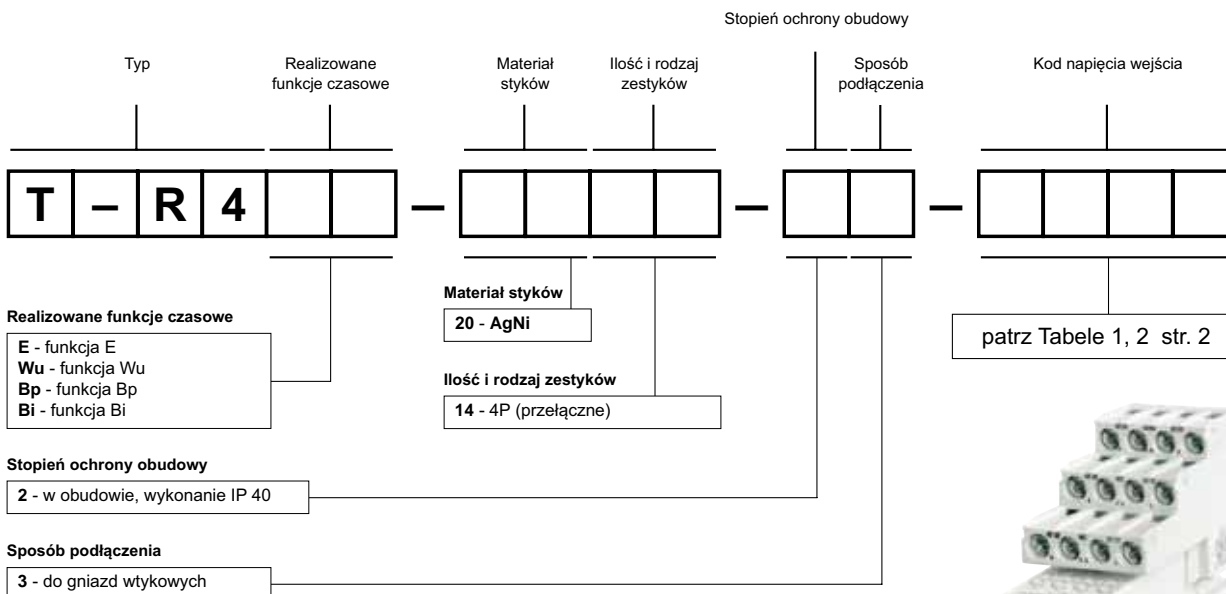 Stopień ochrony obudowy
Typ
Realizowane
funkcje czasowe
Materiał
styków
Ilość i rodzaj
zestyków
Sposób
podłączenia
Kod napięcia wejścia
T – R 4 – – –
Realizowane funkcje czasowe
E - funkcja E
Wu - funkcja Wu
Bp - funkcja Bp
Bi - funkcja Bi
Materiał styków
20 - AgNi
Ilość i rodzaj zestyków
14 - 4P (przełączne)
patrz Tabele 1, 2 str. 2
Stopień ochrony obudowy
2 - w obudowie, wykonanie IP 40
Sposób podłączenia
3 - do gniazd wtykowych